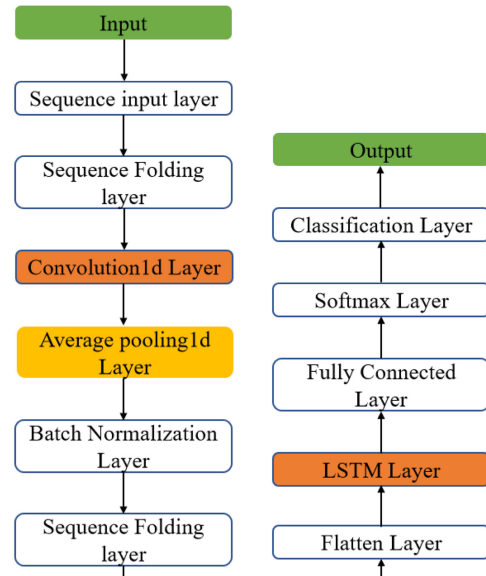 Input
Sequence input layer
Sequence Folding
layer
Convolution1d Layer
Average pooling1d
Layer
Batch Normalization
Layer
Sequence Folding
layer
Output
Classification Layer
Softmax Layer
Fully Connected
Layer
LSTM Layer
Flatten Layer